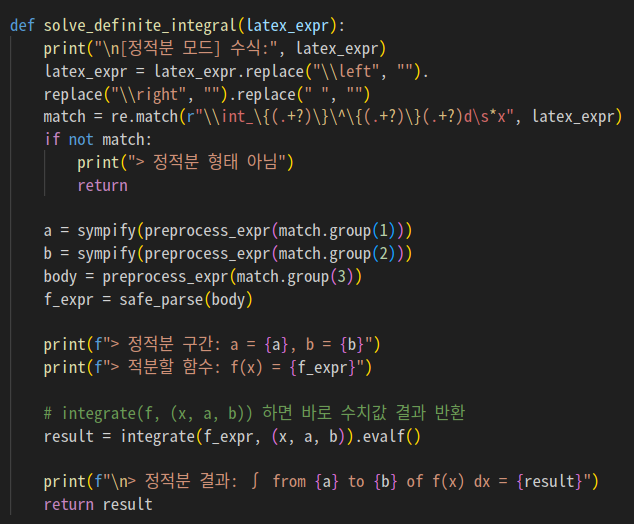 def solve_definite_integral(latex_expr):
    print("\n[정적분 모드] 수식:", latex_expr)
    latex_expr = latex_expr.replace("\\left", "").
    replace("\\right", "").replace(" ", "")
    match = re.match(r"\\int_\{(.+?)\}\^\{(.+?)\}(.+?)d\s*x", latex_expr)
    if not match:
        print("> 정적분 형태 아님")
        return

    a = sympify(preprocess_expr(match.group(1)))
    b = sympify(preprocess_expr(match.group(2)))
    body = preprocess_expr(match.group(3))
    f_expr = safe_parse(body)

    print(f"> 정적분 구간: a = {a}, b = {b}")
    print(f"> 적분할 함수: f(x) = {f_expr}")

    # integrate(f, (x, a, b)) 하면 바로 수치값 결과 반환
    result = integrate(f_expr, (x, a, b)).evalf()

    print(f"\n> 정적분 결과: ∫ from {a} to {b} of f(x) dx = {result}")
    return result